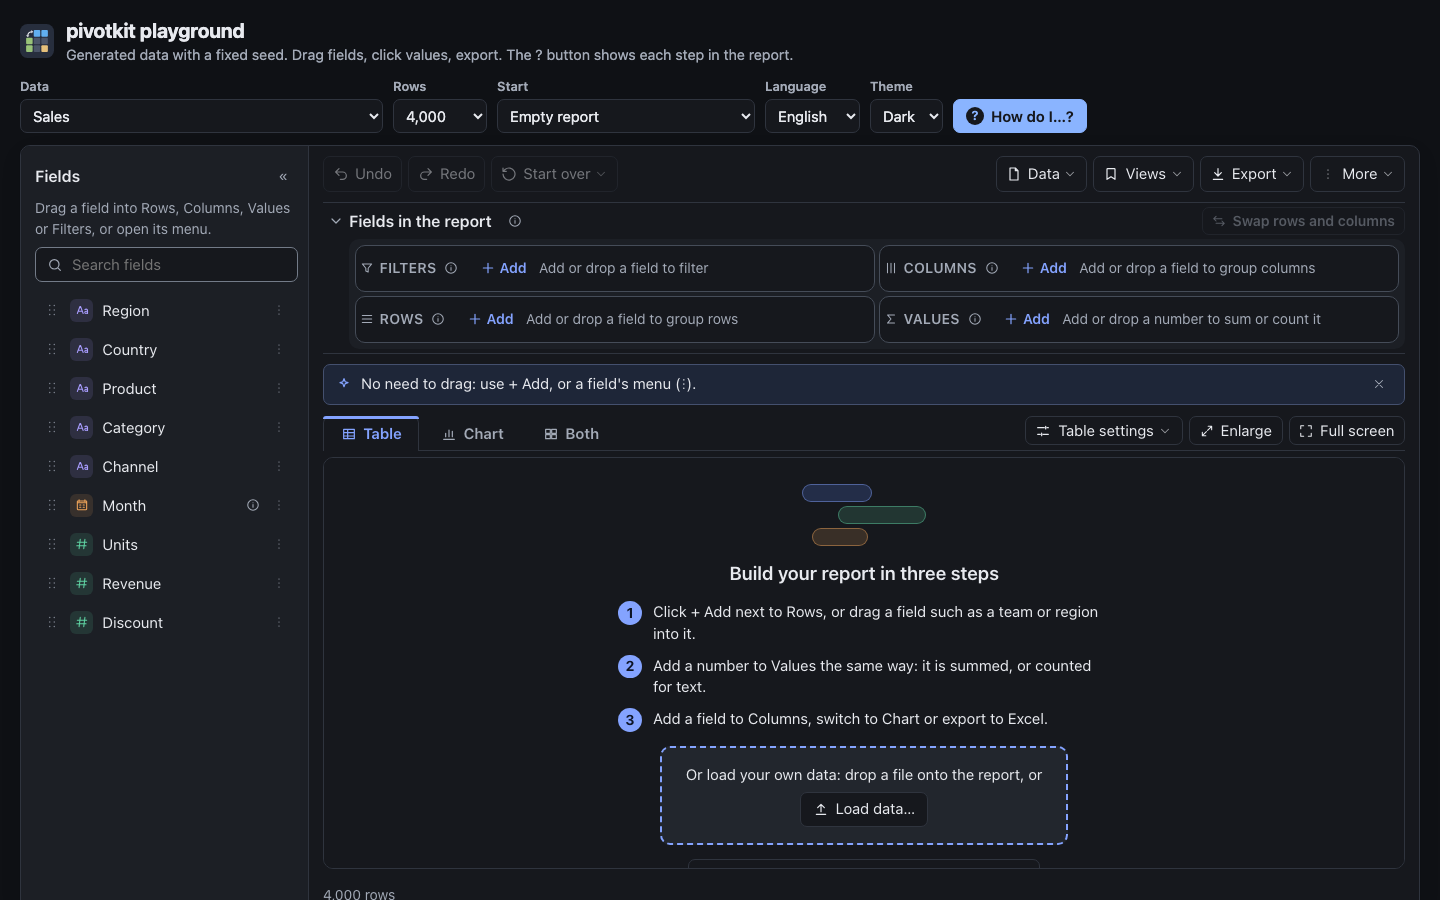 pivotkit playground
Generated data with a fixed seed. Drag fields, click values, export. The ? button shows each step in the report.
Data
Rows
Start
Language
Theme
Sales
4,000
Empty report
English
Dark
? How do I...?
Fields
«
Drag a field into Rows, Columns, Values
or Filters, or open its menu.
Search fields
Aa Region
Aa Country
Aa Product
Aa Category
Aa Channel
Month
# Units
# Revenue
# Discount
Undo
Redo
Start over
Data
Views
Export
More
Fields in the report
Swap rows and columns
FILTERS
+ Add
Add or drop a field to filter
COLUMNS
+ Add
Add or drop a field to group columns
ROWS
+ Add
Add or drop a field to group rows
Σ VALUES
+ Add
Add or drop a number to sum or count it
No need to drag: use + Add, or a field's menu (⋮).
Table
Chart
Both
Table settings
Enlarge
Full screen
Build your report in three steps
1 Click + Add next to Rows, or drag a field such as a team or region
into it.
2 Add a number to Values the same way: it is summed, or counted
for text.
3 Add a field to Columns, switch to Chart or export to Excel.
Or load your own data: drop a file onto the report, or
Load data...
4,000 rows